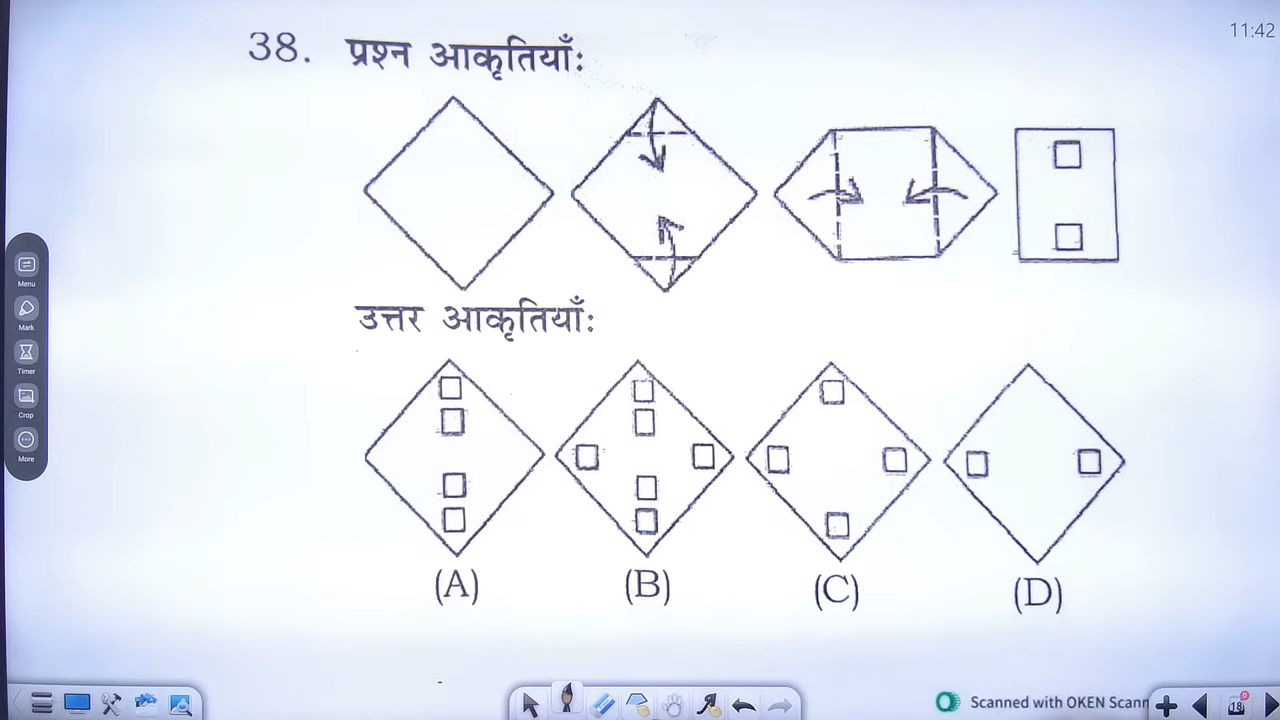 11:42
38. प्रश्न आकृतियाँ:
उत्तर आकृतियाँ:
(A) (B) (C) (D)
Menu
Mark
Timer
Crop
More
Scanned with OKEN Scann
18